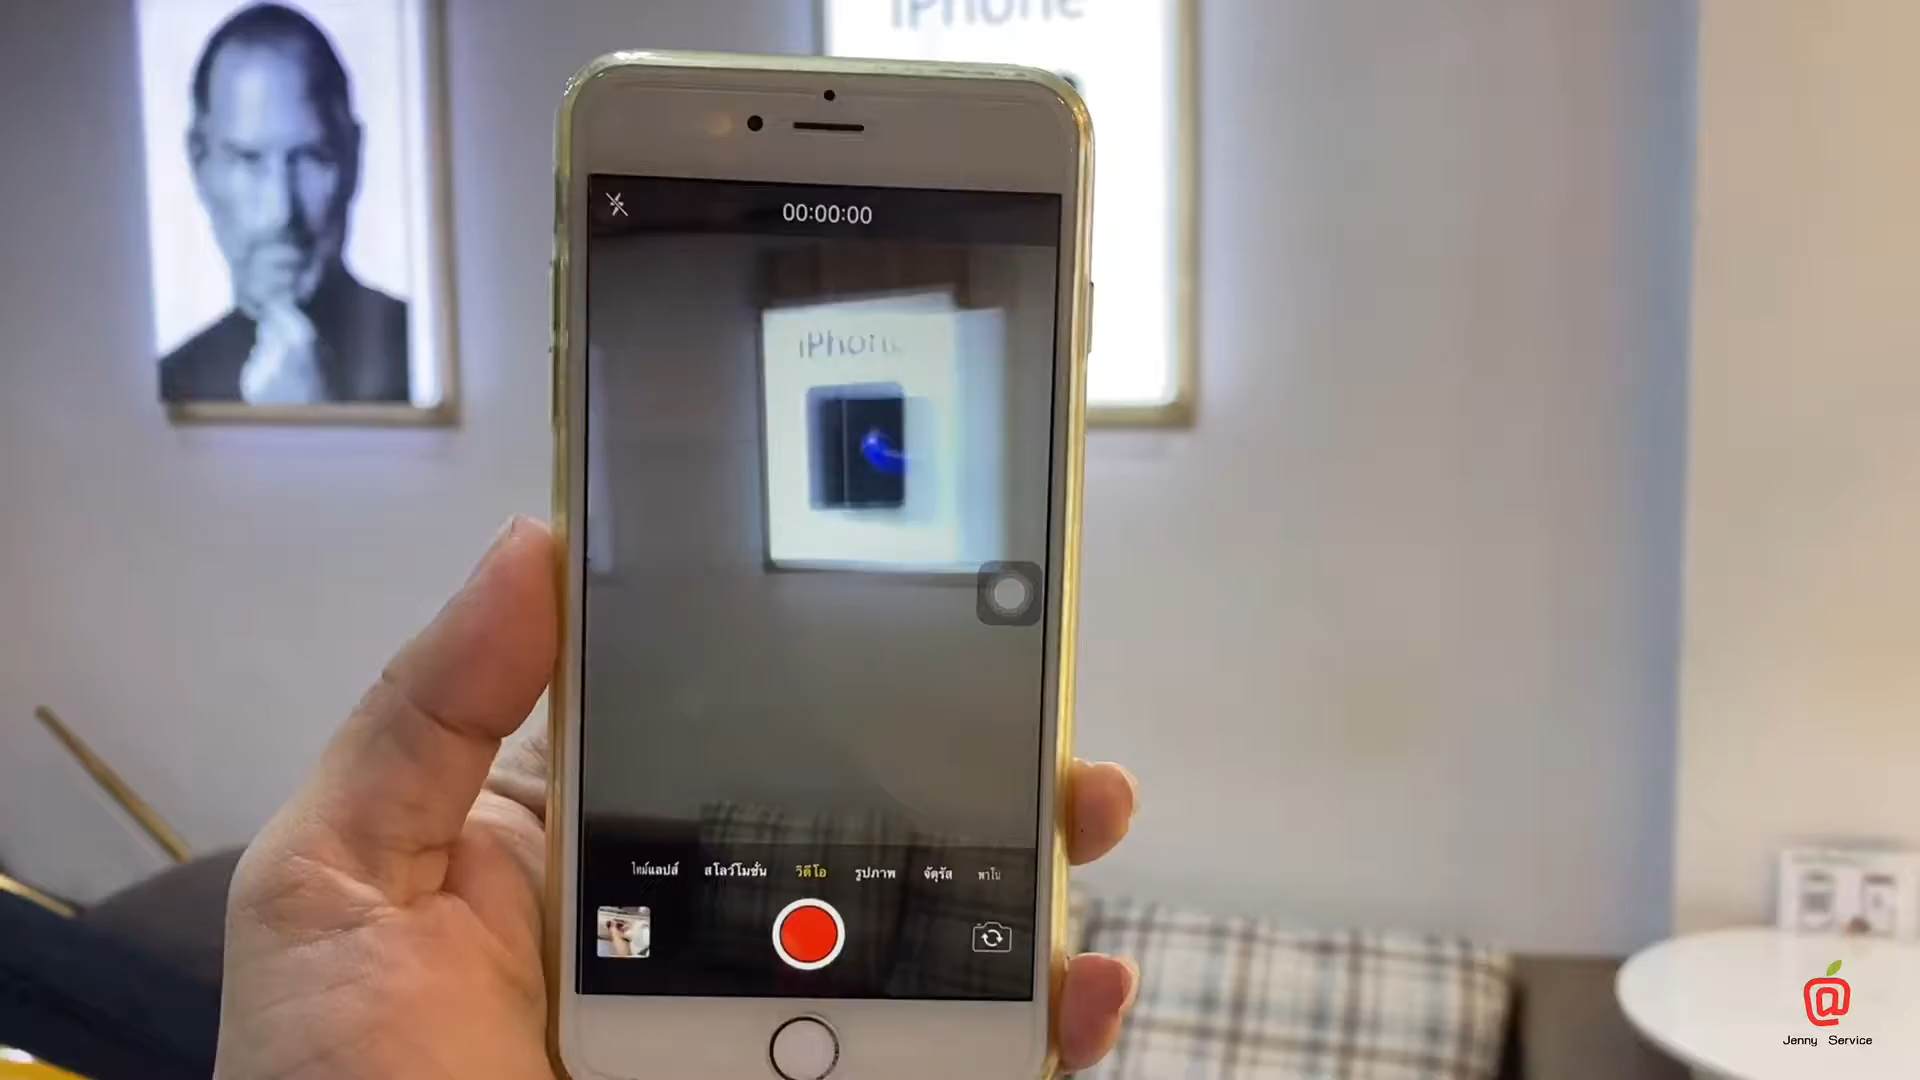 iPhone
00:00:00
iPhone
ไทม์แลปส์ สโลว์โมชั่น วิดีโอ รูปภาพ จัตุรัส พาโน
Jenny Service